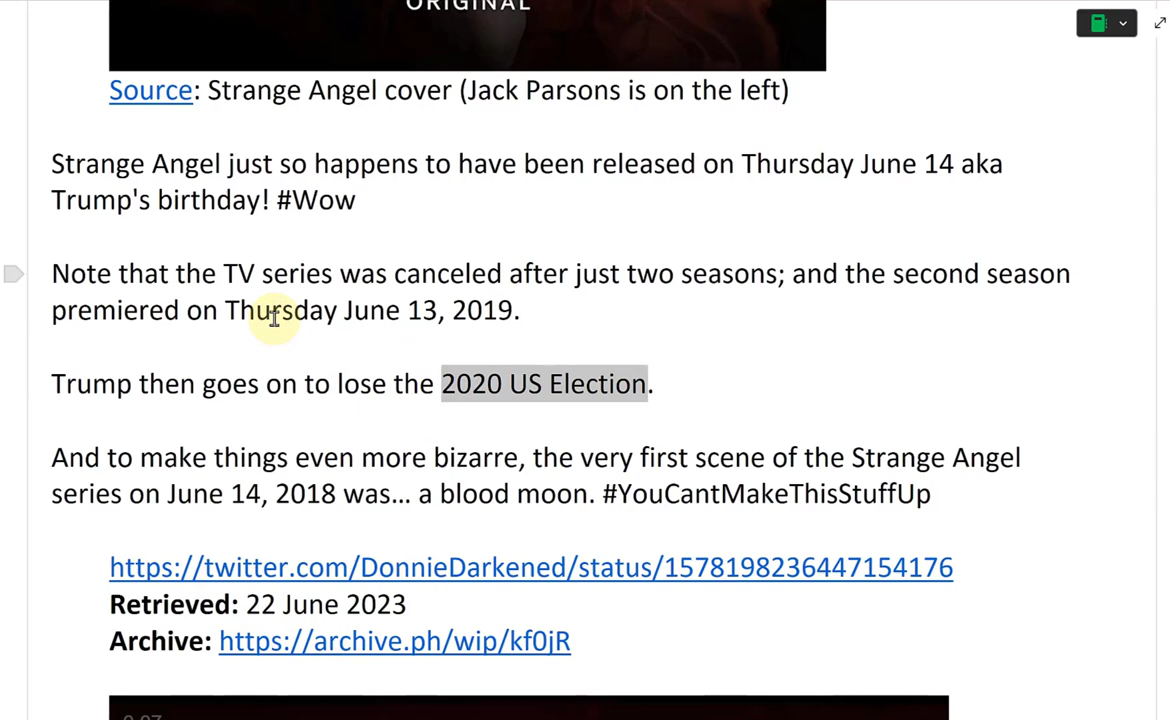 ORIGINAL
Source: Strange Angel cover (Jack Parsons is on the left)
Strange Angel just so happens to have been released on Thursday June 14 aka
Trump's birthday! #Wow
Note that the TV series was canceled after just two seasons; and the second season
premiered on Thursday June 13, 2019.
Trump then goes on to lose the 2020 US Election.
And to make things even more bizarre, the very first scene of the Strange Angel
series on June 14, 2018 was... a blood moon. #YouCantMakeThisStuffUp
https://twitter.com/DonnieDarkened/status/1578198236447154176
Retrieved: 22 June 2023
Archive: https://archive.ph/wip/kf0jR